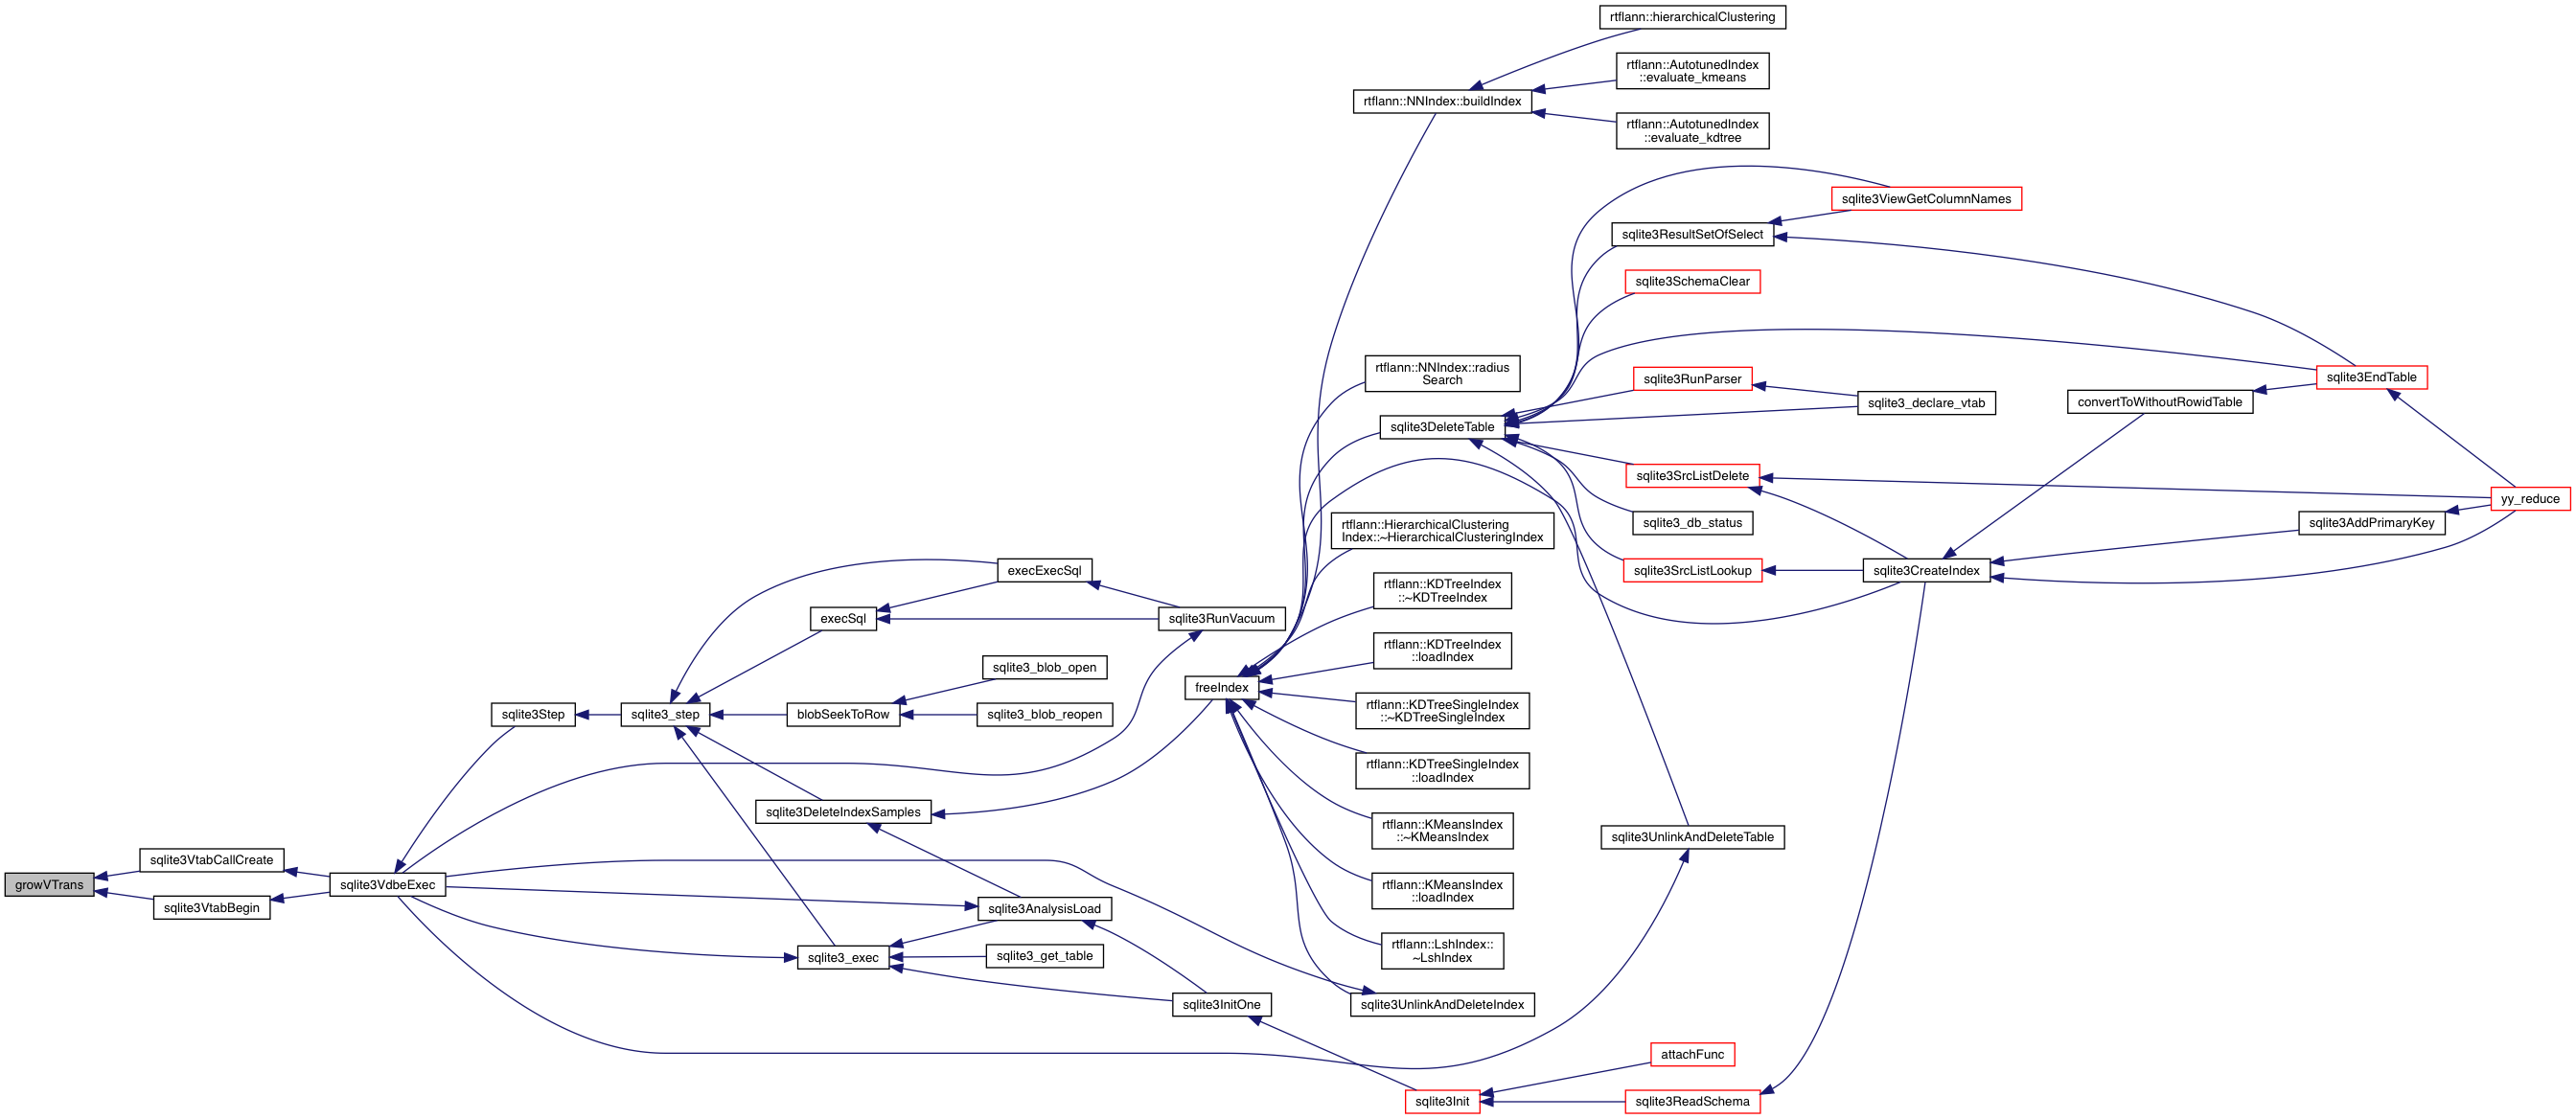 rtflann::hierarchicalClustering
rtflann::AutotunedIndex
::evaluate_kmeans
rtflann::NNIndex::buildIndex
rtflann::AutotunedIndex
::evaluate_kdtree
sqlite3ViewGetColumnNames
sqlite3ResultSetOfSelect
sqlite3SchemaClear
rtflann::NNIndex::radius
Search
sqlite3RunParser
sqlite3EndTable
sqlite3_declare_vtab
convertToWithoutRowidTable
sqlite3DeleteTable
sqlite3SrcListDelete
yy_reduce
sqlite3_db_status
sqlite3AddPrimaryKey
rtflann::HierarchicalClustering
Index::~HierarchicalClusteringIndex
execExecSql
sqlite3SrcListLookup
sqlite3CreateIndex
rtflann::KDTreeIndex
::~KDTreeIndex
execSql
sqlite3RunVacuum
rtflann::KDTreeIndex
::loadIndex
sqlite3_blob_open
freeIndex
rtflann::KDTreeSingleIndex
::~KDTreeSingleIndex
sqlite3Step
sqlite3_step
blobSeekToRow
sqlite3_blob_reopen
rtflann::KDTreeSingleIndex
::loadIndex
sqlite3DeleteIndexSamples
rtflann::KMeansIndex
::~KMeansIndex
sqlite3UnlinkAndDeleteTable
sqlite3VtabCallCreate
growVTrans
sqlite3VdbeExec
rtflann::KMeansIndex
::loadIndex
sqlite3VtabBegin
sqlite3AnalysisLoad
rtflann::LshIndex::
~LshIndex
sqlite3_exec
sqlite3_get_table
sqlite3InitOne
sqlite3UnlinkAndDeleteIndex
attachFunc
sqlite3Init
sqlite3ReadSchema